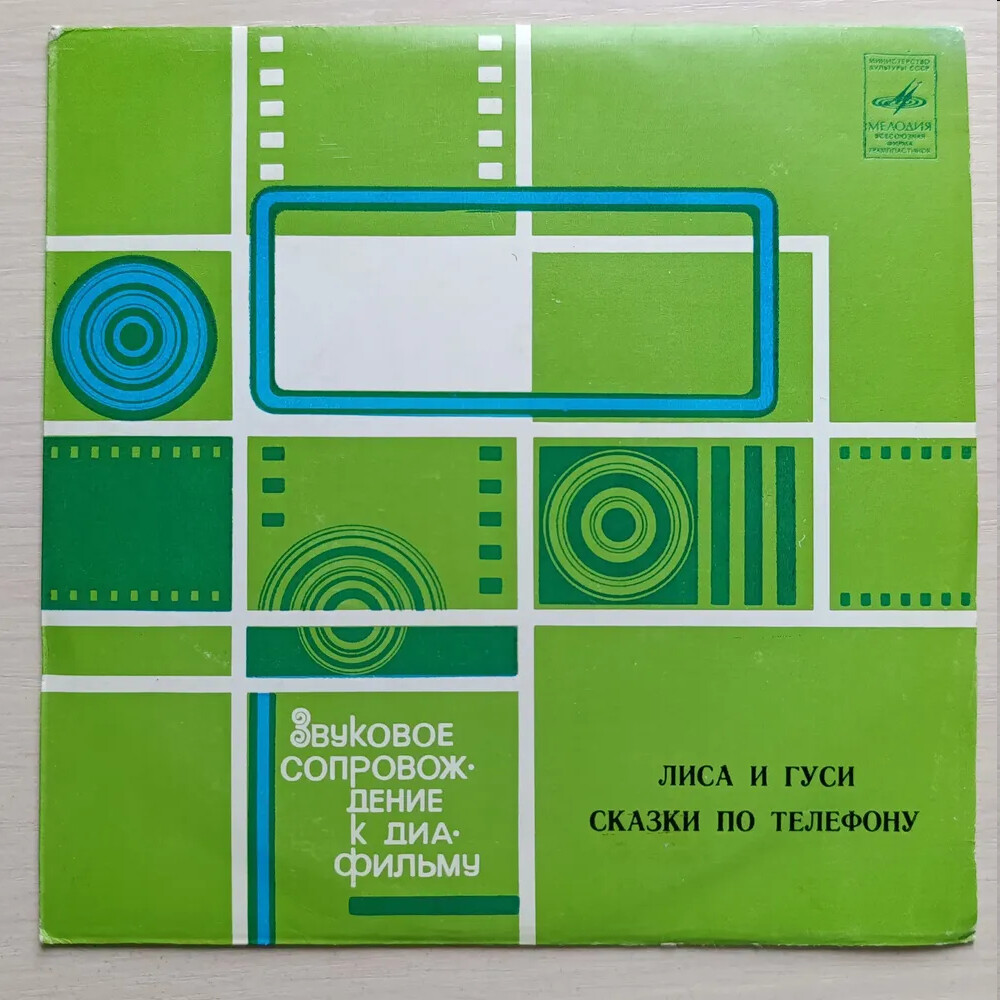 МИНИСТЕРСТВО
КУЛЬТУРЫ СССР
МЕЛОДИЯ
ВСЕСОЮЗНАЯ
ФИРМА
ГРАМПЛАСТИНОК
Звуковое
сопровож-
дение
к диа-
фильму
ЛИСА И ГУСИ
СКАЗКИ ПО ТЕЛЕФОНУ